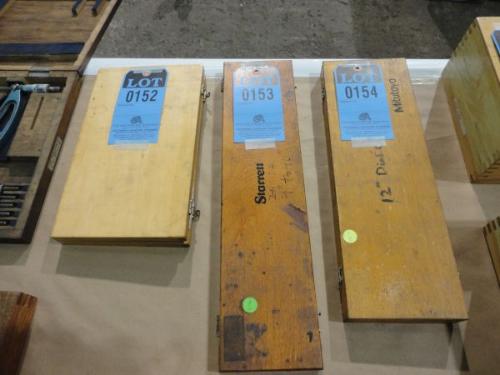 LOT
0152
LOT
0153
Starrett
LOT
0154
Mitutoyo
12" Dial